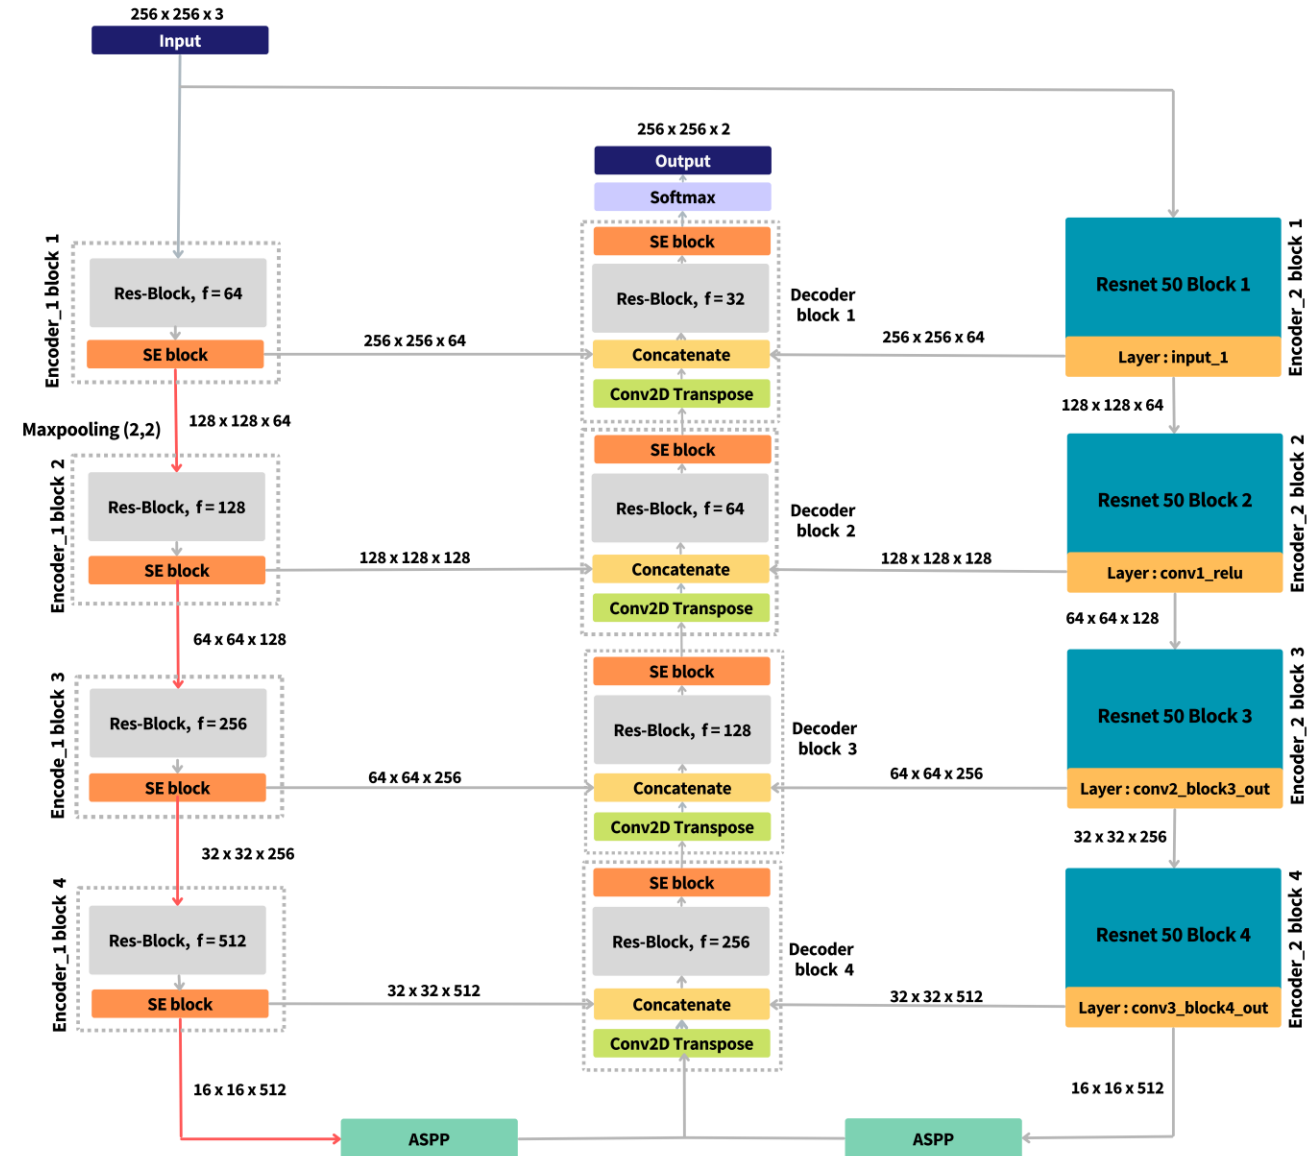 256 x 256 x 3
Input
256 x 256 x 2
Output
Softmax
Encoder_1 block 1
Res-Block, f = 64
SE block
256 x 256 x 64
SE block
Res-Block, f = 32
Concatenate
Conv2D Transpose
Decoder
block 1
256 x 256 x 64
Resnet 50 Block 1
Layer : input_1
Encoder_2 block 1
Maxpooling (2,2)
128 x 128 x 64
128 x 128 x 64
Encoder_1 block 2
Res-Block, f = 128
SE block
128 x 128 x 128
SE block
Res-Block, f = 64
Concatenate
Conv2D Transpose
Decoder
block 2
128 x 128 x 128
Resnet 50 Block 2
Layer : conv1_relu
Encoder_2 block 2
64 x 64 x 128
64 x 64 x 128
Encode_1 block 3
Res-Block, f = 256
SE block
64 x 64 x 256
SE block
Res-Block, f = 128
Concatenate
Conv2D Transpose
Decoder
block 3
64 x 64 x 256
Resnet 50 Block 3
Layer : conv2_block3_out
Encoder_2 block 3
32 x 32 x 256
32 x 32 x 256
Encoder_1 block 4
Res-Block, f = 512
SE block
32 x 32 x 512
SE block
Res-Block, f = 256
Concatenate
Conv2D Transpose
Decoder
block 4
32 x 32 x 512
Resnet 50 Block 4
Layer : conv3_block4_out
Encoder_2 block 4
16 x 16 x 512
16 x 16 x 512
ASPP
ASPP